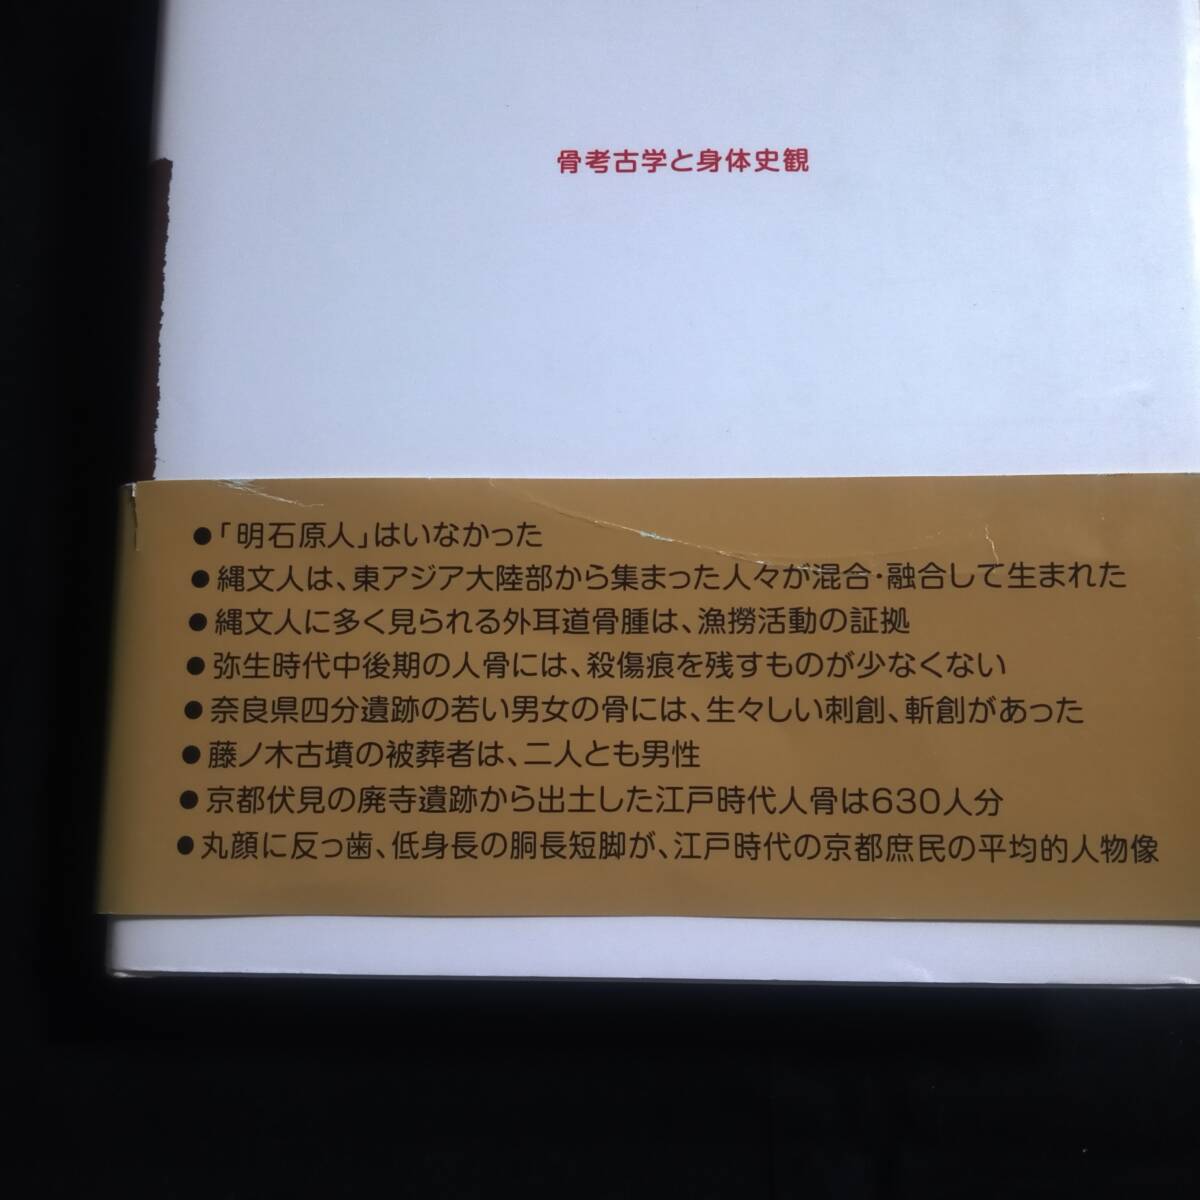 骨考古学と身体史観
●「明石原人」はいなかった
●縄文人は、東アジア大陸部から集まった人々が混合・融合して生まれた
●縄文人に多く見られる外耳道骨腫は、漁撈活動の証拠
●弥生時代中後期の人骨には、殺傷痕を残すものが少なくない
●奈良県四分遺跡の若い男女の骨には、生々しい刺創、斬創があった
●藤ノ木古墳の被葬者は、二人とも男性
●京都伏見の廃寺遺跡から出土した江戸時代人骨は630人分
●丸顔に反っ歯、低身長の胴長短脚が、江戸時代の京都庶民の平均的人物像